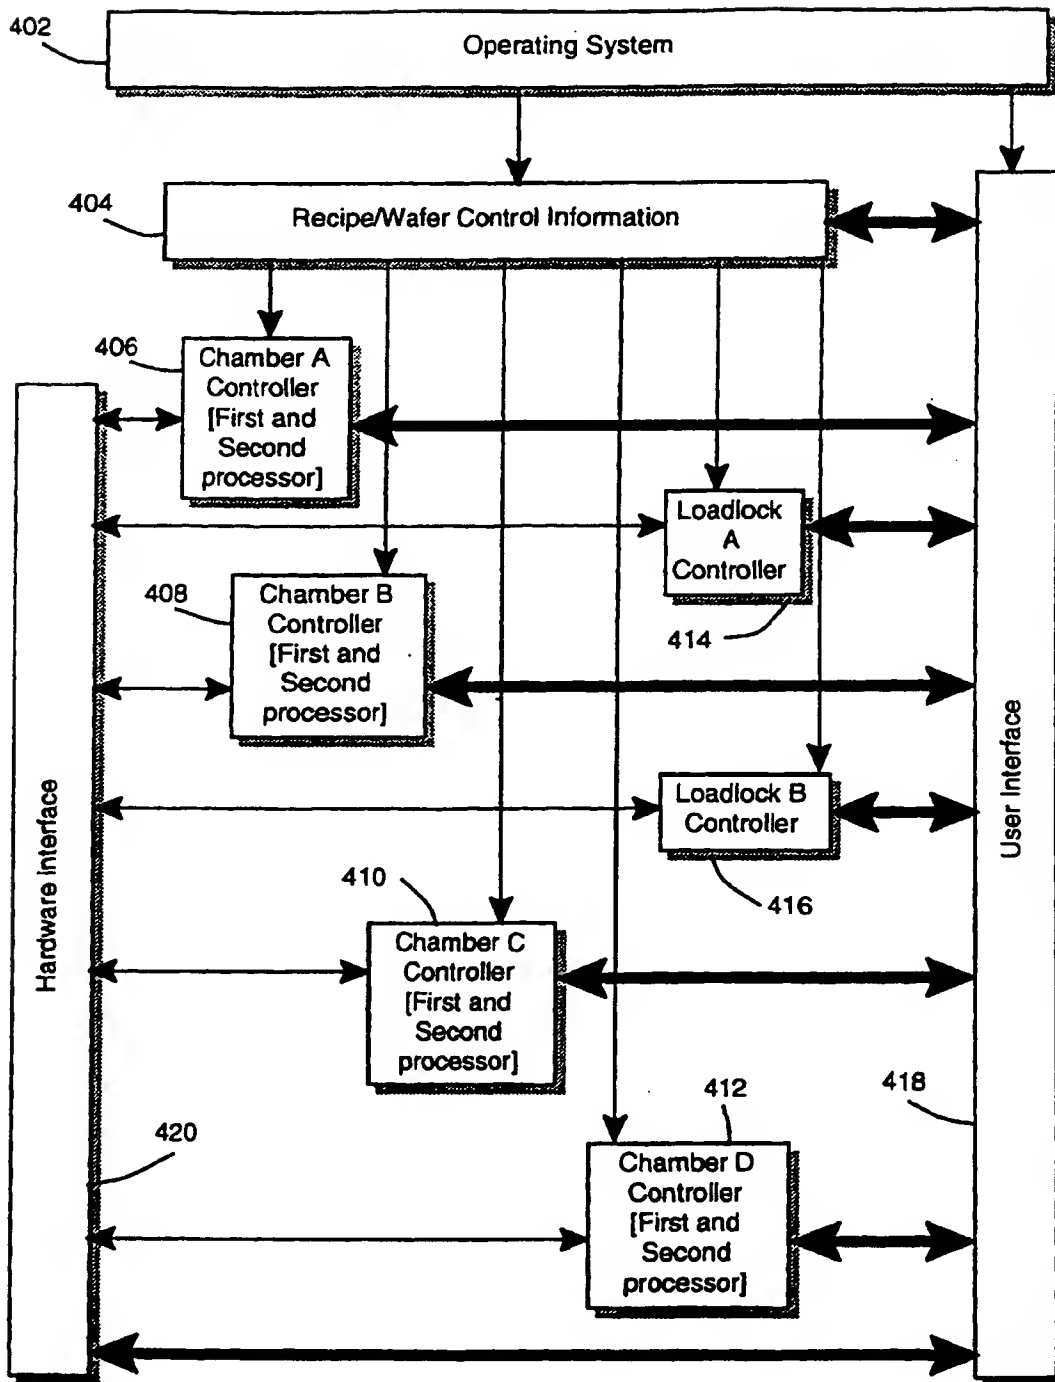 402
Operating System
404
Recipe/Wafer Control Information
406
Chamber A
Controller
[First and
Second
processor]
Loadlock
A
Controller
414
408
Chamber B
Controller
[First and
Second
processor]
Hardware Interface
User Interface
Loadlock B
Controller
416
410
Chamber C
Controller
[First and
Second
processor]
418
412
420
Chamber D
Controller
[First and
Second
processor]